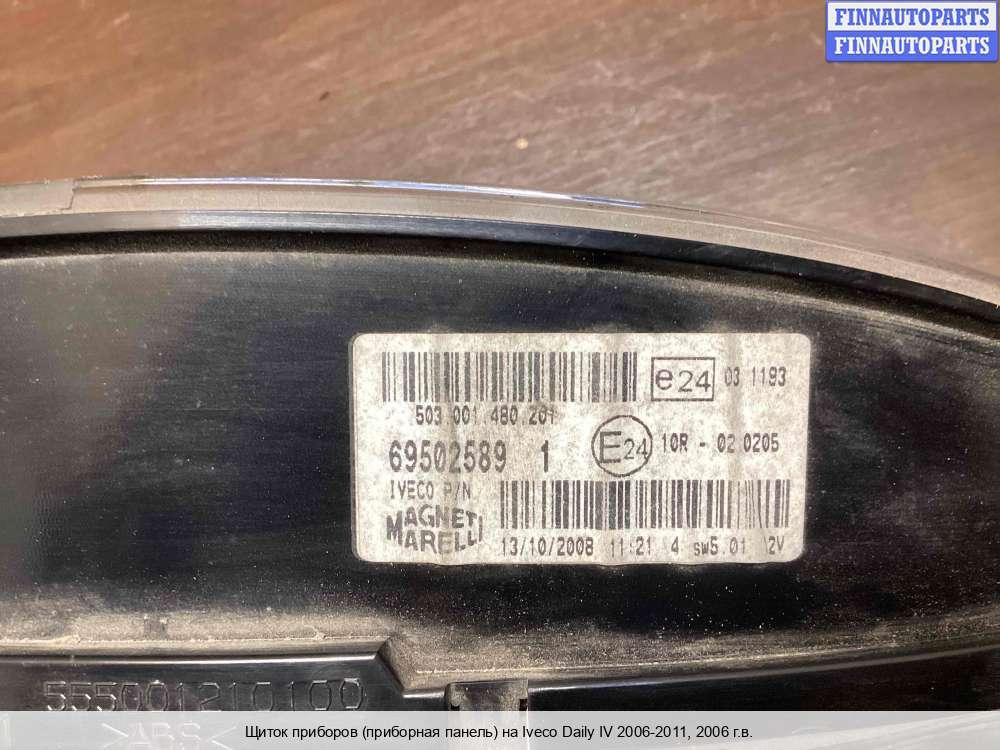 FINNAUTOPARTS
FINNAUTOPARTS
e24 03 1193
503.001.480.201
E24 10R - 02 0205
69502589 1
IVECO P/N
MAGNETI
MARELLI
13/10/2008 11:21 4 sw5.01 12V
555001210100
>ABS<
Щиток приборов (приборная панель) на Iveco Daily IV 2006-2011, 2006 г.в.